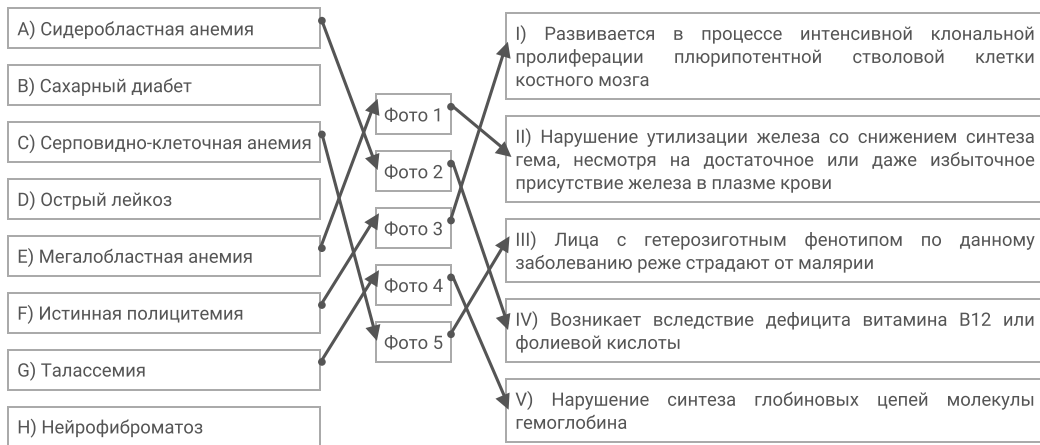 A) Сидеробластная анемия
B) Сахарный диабет
C) Серповидно-клеточная анемия
D) Острый лейкоз
E) Мегалобластная анемия
F) Истинная полицитемия
G) Талассемия
H) Нейрофиброматоз
Фото 1
Фото 2
Фото 3
Фото 4
Фото 5
I) Развивается в процессе интенсивной клональной
пролиферации плюрипотентной стволовой клетки
костного мозга
II) Нарушение утилизации железа со снижением синтеза
гема, несмотря на достаточное или даже избыточное
присутствие железа в плазме крови
III) Лица с гетерозиготным фенотипом по данному
заболеванию реже страдают от малярии
IV) Возникает вследствие дефицита витамина B12 или
фолиевой кислоты
V) Нарушение синтеза глобиновых цепей молекулы
гемоглобина